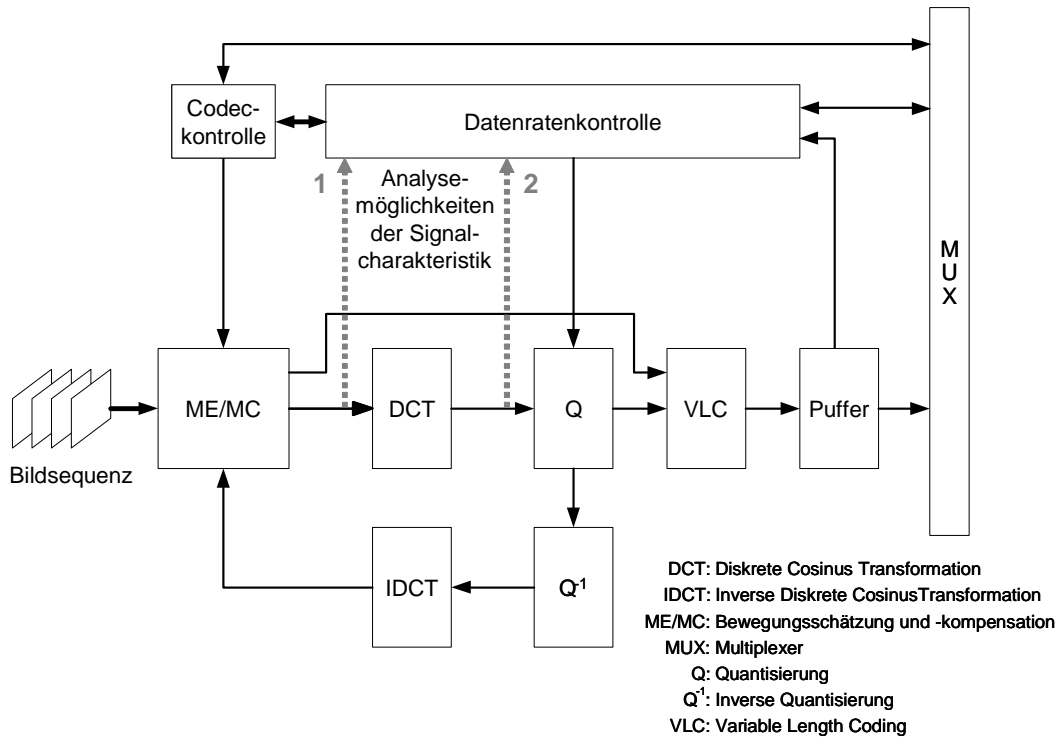 Codec-
kontrolle
Datenratenkontrolle
1
Analyse-
möglichkeiten
der Signal-
charakteristik
2
M
U
X
ME/MC
DCT
Q
VLC
Puffer
Bildsequenz
IDCT
Q-1
DCT: Diskrete Cosinus Transformation
IDCT: Inverse Diskrete CosinusTransformation
ME/MC: Bewegungsschätzung und -kompensation
MUX: Multiplexer
Q: Quantisierung
Q-1: Inverse Quantisierung
VLC: Variable Length Coding